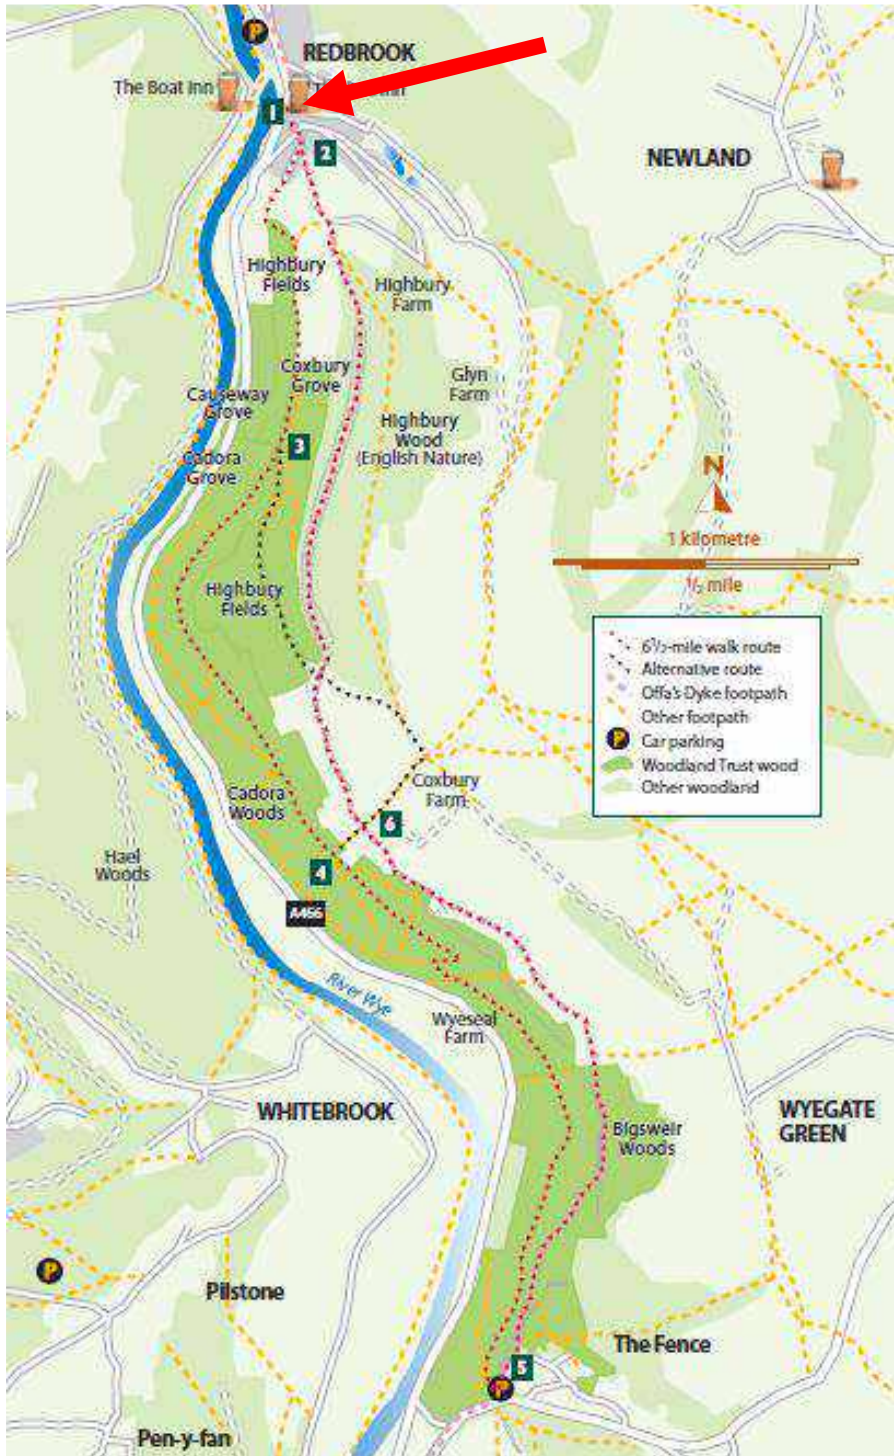 P
REDBROOK
The Boat Inn
1
2
NEWLAND
Highbury
Fields
Highbury
Farm
Coxbury
Grove
Glyn
Farm
Causeway
Grove
Highbury
Wood
(English Nature)
3
Cadora
Grove
N
1 kilometre
1/2 mile
Highbury
Fields
6 1/2-mile walk route
Alternative route
Offa's Dyke footpath
Other footpath
P
Car parking
Woodland Trust wood
Other woodland
Coxbury
Farm
Cadora
Woods
6
Hael
Woods
4
A466
River Wye
Wyeseal
Farm
WHITEBROOK
WYEGATE
GREEN
Bigsweir
Woods
P
Pilstone
The Fence
5
P
Pen-y-fan